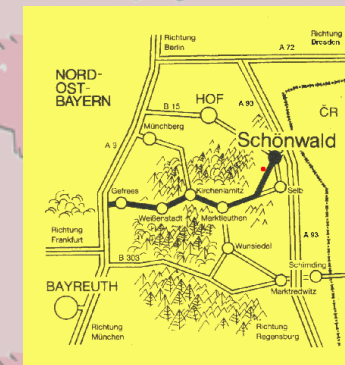 Richtung
Berlin
Richtung
Dresden
A 72
NORD-
OST-
BAYERN
B 15
HOF
A 93
ČR
Münchberg
Schönwald
A 9
Gefrees
Kirchenlamitz
Selb
Weißenstadt
Marktleuthen
Richtung
Frankfurt
Wunsiedel
A 93
B 303
Schirnding
BAYREUTH
Marktredwitz
Richtung
München
Richtung
Regensburg